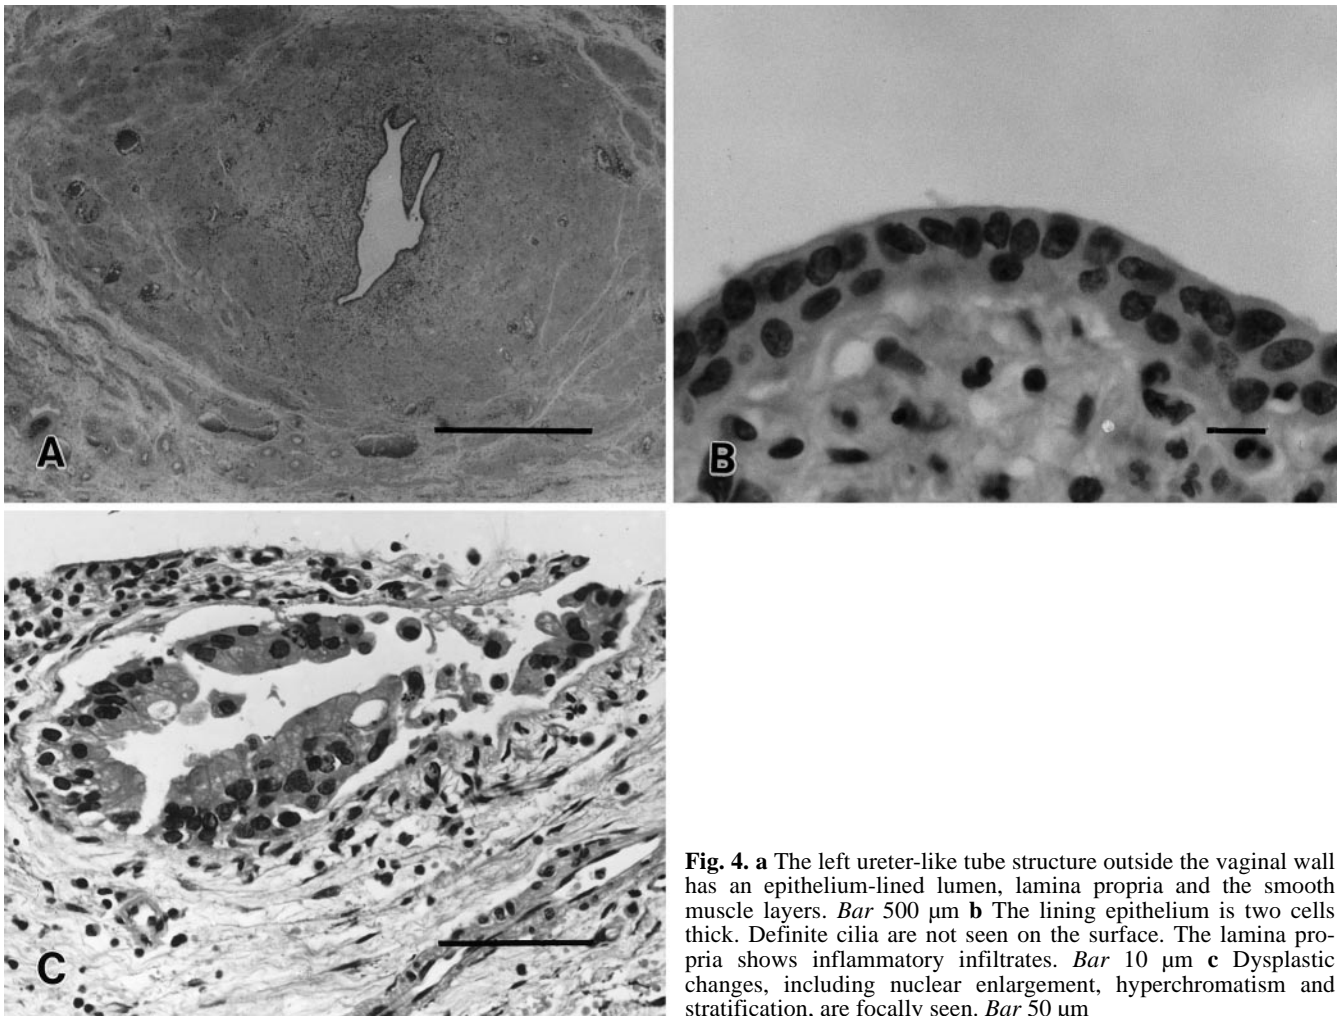 A
B
C
Fig. 4. a The left ureter-like tube structure outside the vaginal wall
has an epithelium-lined lumen, lamina propria and the smooth
muscle layers. Bar 500 μm b The lining epithelium is two cells
thick. Definite cilia are not seen on the surface. The lamina pro-
pria shows inflammatory infiltrates. Bar 10 μm c Dysplastic
changes, including nuclear enlargement, hyperchromatism and
stratification, are focally seen. Bar 50 μm